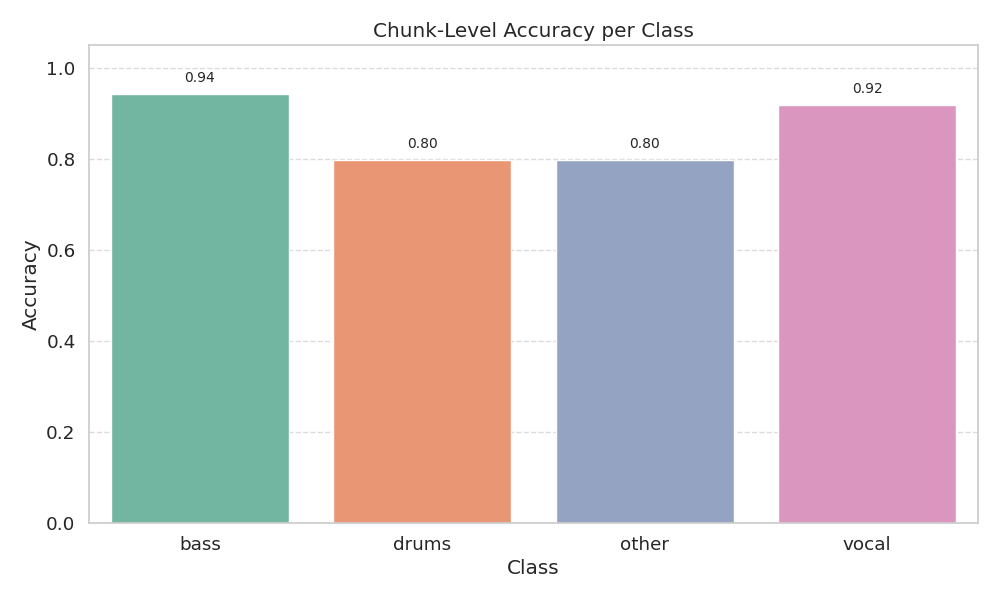 Chunk-Level Accuracy per Class
1.0
0.8
0.6
0.4
0.2
0.0
Accuracy
0.94
0.80
0.80
0.92
bass
drums
other
vocal
Class